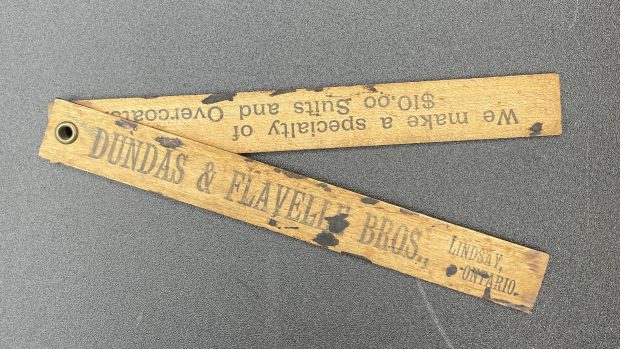 We make a specialty of
$10.00 Suits and Overcoats.
DUNDAS & FLAVELLE BROS.,
LINDSAY,
ONTARIO.